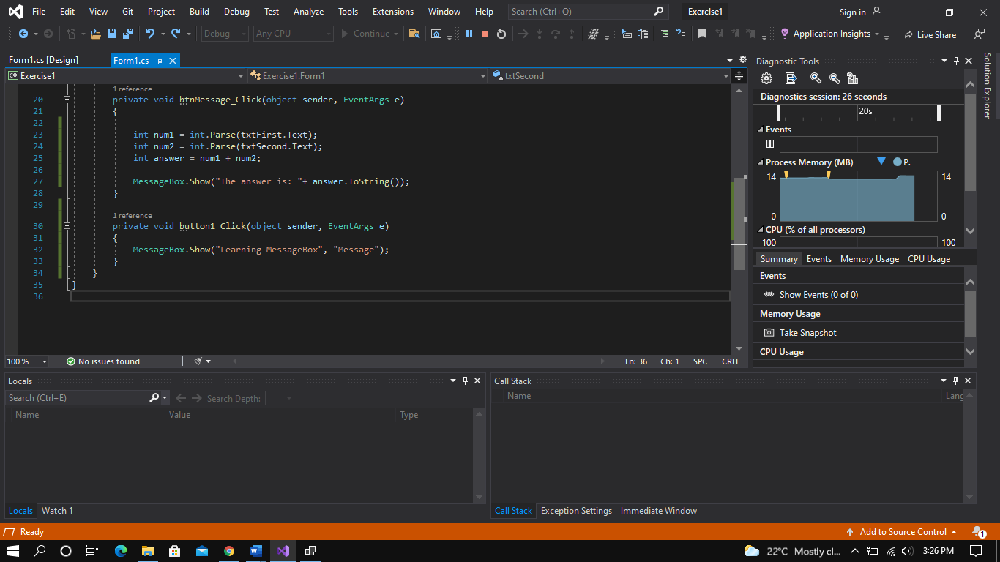 File Edit View Git Project Build Debug Test Analyze Tools Extensions Window Help Search (Ctrl+Q) Exercise1 Sign in
Debug Any CPU Continue Application Insights Live Share
Form1.cs [Design] Form1.cs
Exercise1 Exercise1.Form1 txtSecond
1 reference
20 private void btnMessage_Click(object sender, EventArgs e)
21 {
22
23 int num1 = int.Parse(txtFirst.Text);
24 int num2 = int.Parse(txtSecond.Text);
25 int answer = num1 + num2;
26
27 MessageBox.Show("The answer is: "+ answer.ToString());
28 }
29
1 reference
30 private void button1_Click(object sender, EventArgs e)
31 {
32 MessageBox.Show("Learning MessageBox", "Message");
33 }
34 }
35 }
36
100 % No issues found Ln: 36 Ch: 1 SPC CRLF
Diagnostic Tools
Diagnostics session: 26 seconds
20s
Events
Process Memory (MB) P..
14 14
0 0
CPU (% of all processors)
100 100
Summary Events Memory Usage CPU Usage
Events
Show Events (0 of 0)
Memory Usage
Take Snapshot
CPU Usage
Solution Explorer
Locals
Search (Ctrl+E) Search Depth:
Name Value Type
Locals Watch 1
Call Stack
Name Lang
Call Stack Exception Settings Immediate Window
Ready Add to Source Control 1
22°C Mostly cl... 3:26 PM